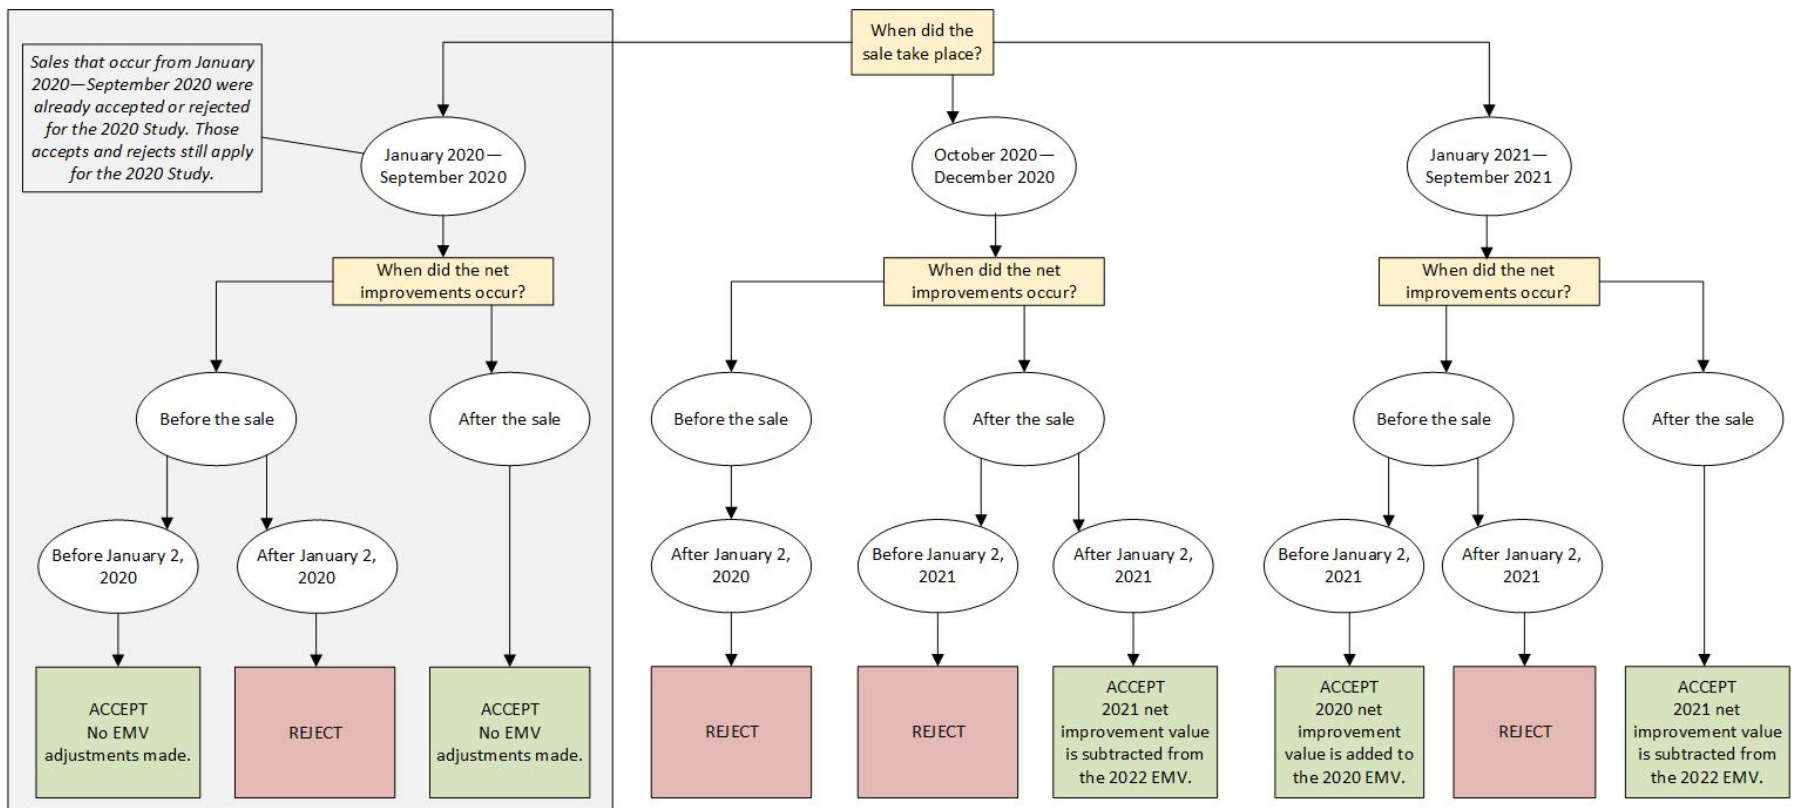 When did the
sale take place?
Sales that occur from January
2020—September 2020 were
already accepted or rejected
for the 2020 Study. Those
accepts and rejects still apply
for the 2020 Study.
January 2020—
September 2020
October 2020—
December 2020
January 2021—
September 2021
When did the net
improvements occur?
When did the net
improvements occur?
When did the net
improvements occur?
Before the sale
After the sale
Before the sale
After the sale
Before the sale
After the sale
Before January 2,
2020
After January 2,
2020
After January 2,
2020
Before January 2,
2021
After January 2,
2021
Before January 2,
2021
After January 2,
2021
ACCEPT
No EMV
adjustments made.
REJECT
ACCEPT
No EMV
adjustments made.
REJECT
REJECT
ACCEPT
2021 net
improvement value
is subtracted from
the 2022 EMV.
ACCEPT
2020 net
improvement
value is added to
the 2020 EMV.
REJECT
ACCEPT
2021 net
improvement value
is subtracted from
the 2022 EMV.